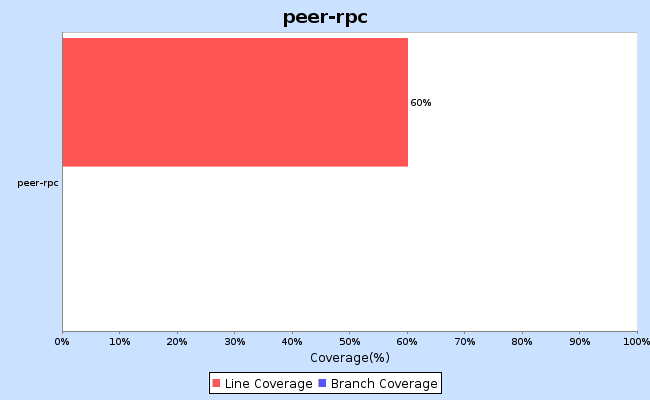 peer-rpc
60%
peer-rpc
0% 10% 20% 30% 40% 50% 60% 70% 80% 90% 100%
Coverage(%)
Line Coverage Branch Coverage